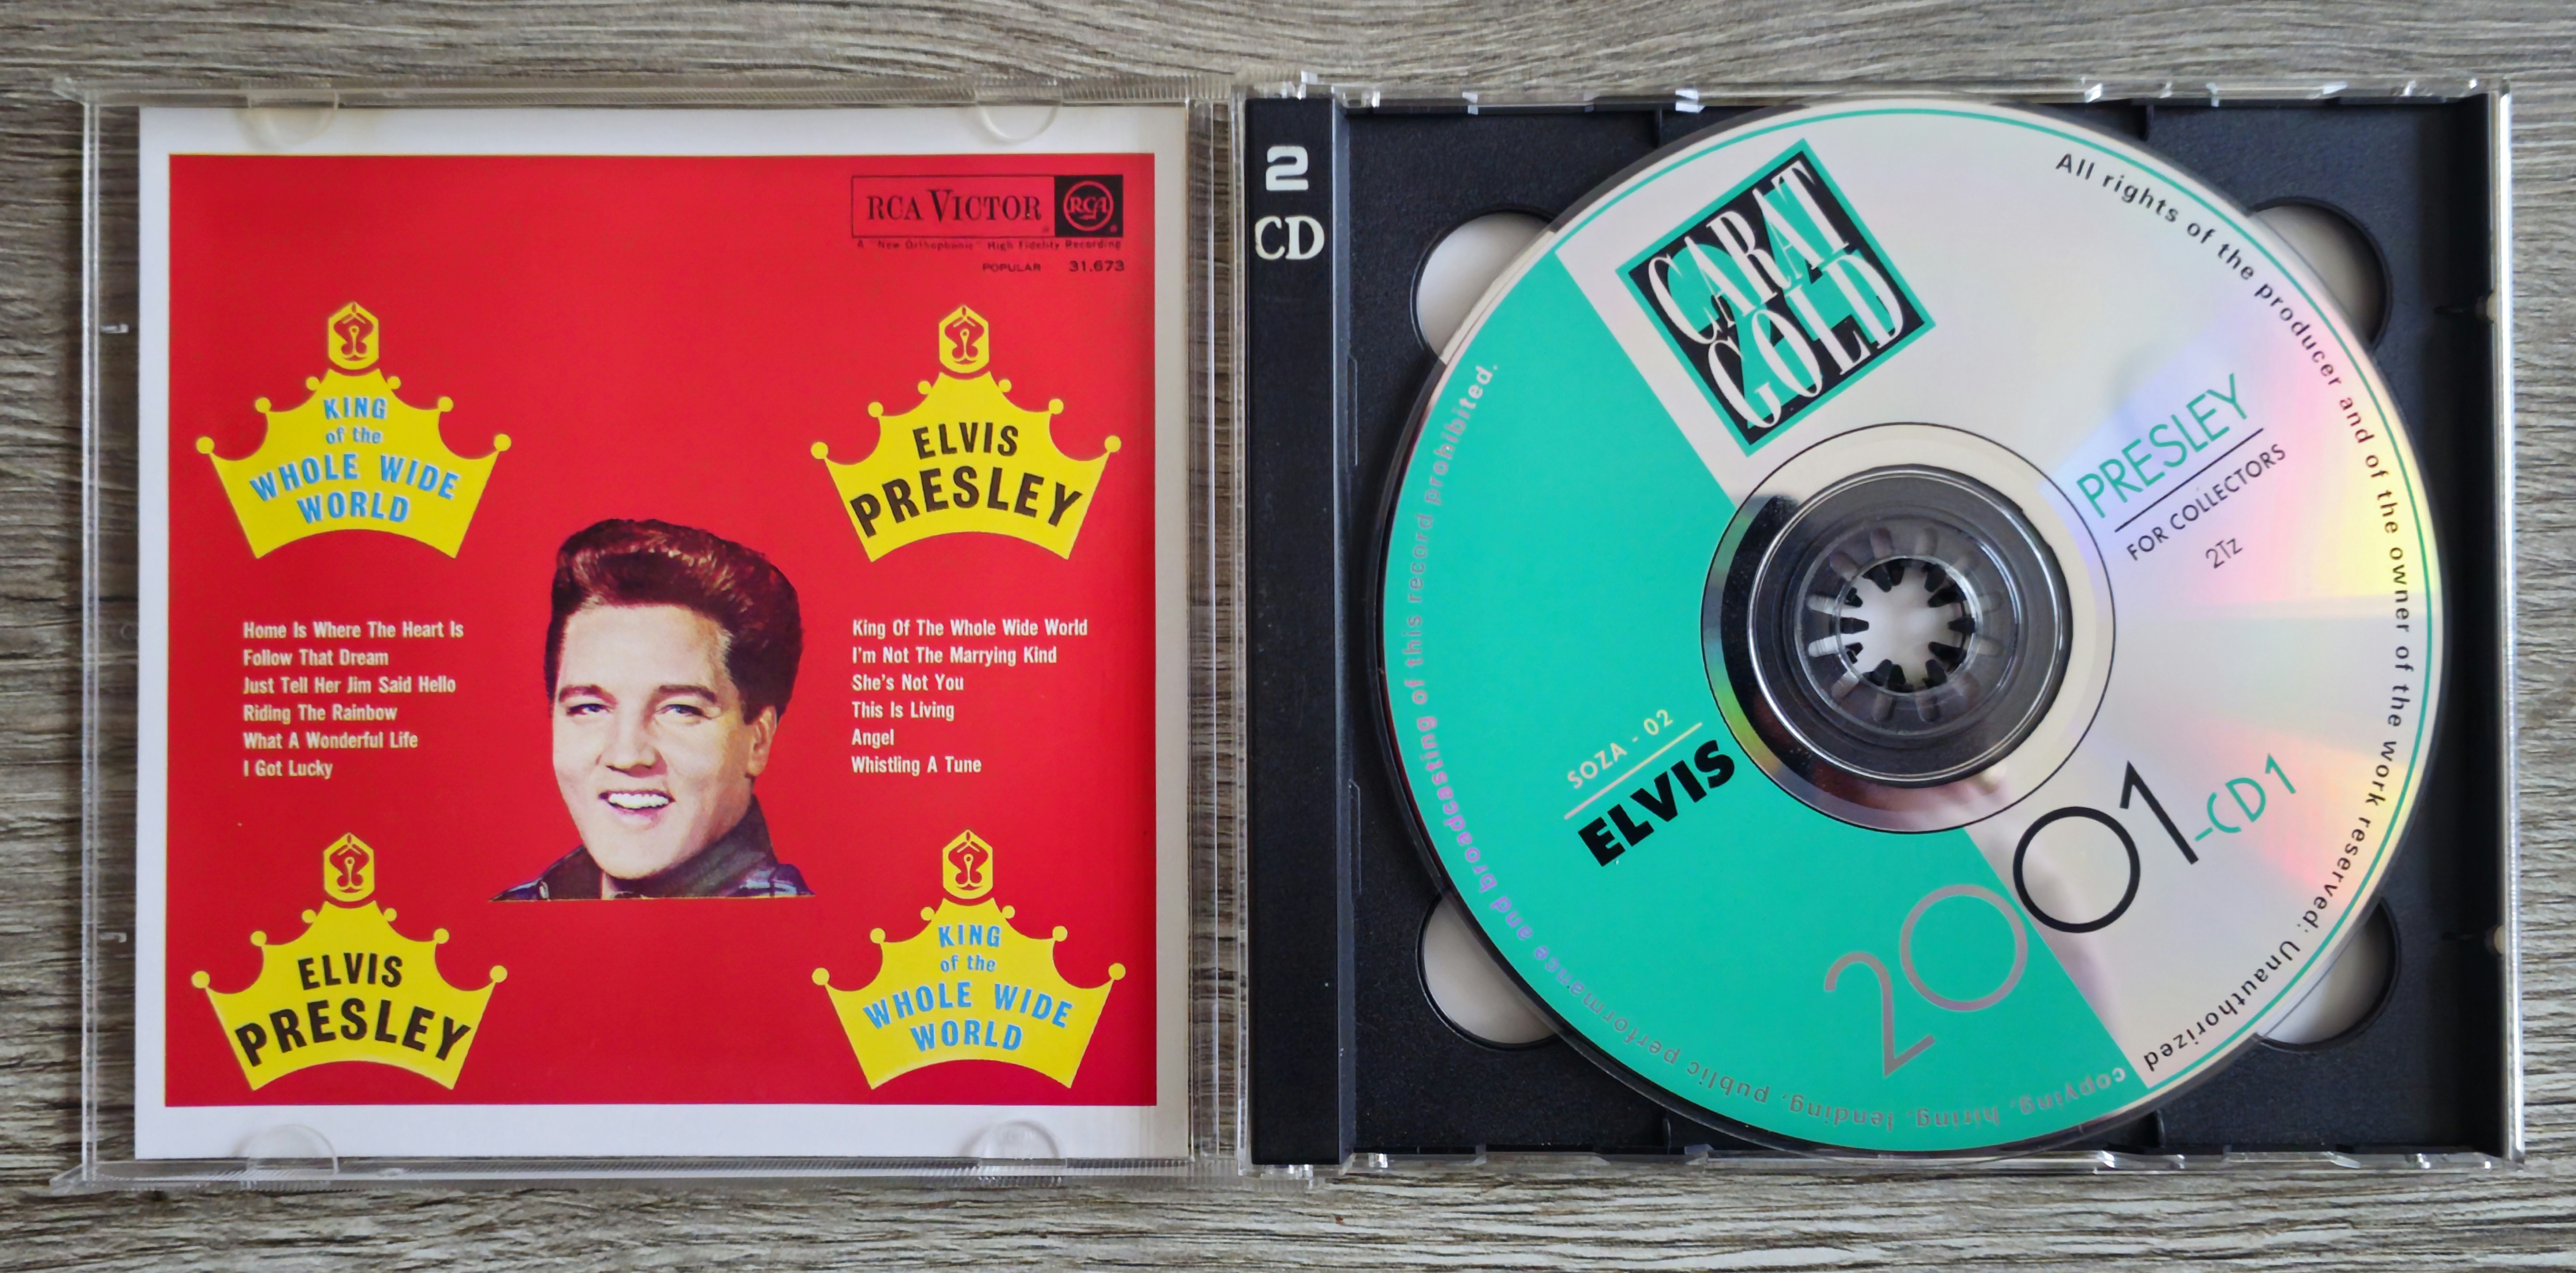 RCA VICTOR
RCA
A "New Orthophonic" High Fidelity Recording
POPULAR 31.673
KING
of the
WHOLE WIDE
WORLD
ELVIS
PRESLEY
Home Is Where The Heart Is
Follow That Dream
Just Tell Her Jim Said Hello
Riding The Rainbow
What A Wonderful Life
I Got Lucky
King Of The Whole Wide World
I'm Not The Marrying Kind
She's Not You
This Is Living
Angel
Whistling A Tune
ELVIS
PRESLEY
KING
of the
WHOLE WIDE
WORLD
2
CD
CARAT
GOLD
All rights of the producer and of the owner of the work reserved: Unauthorized
copying, hiring, lending, public performance and broadcasting of this record prohibited.
PRESLEY
FOR COLLECTORS
2Tz
SOZA - 02
ELVIS
2001-CD1